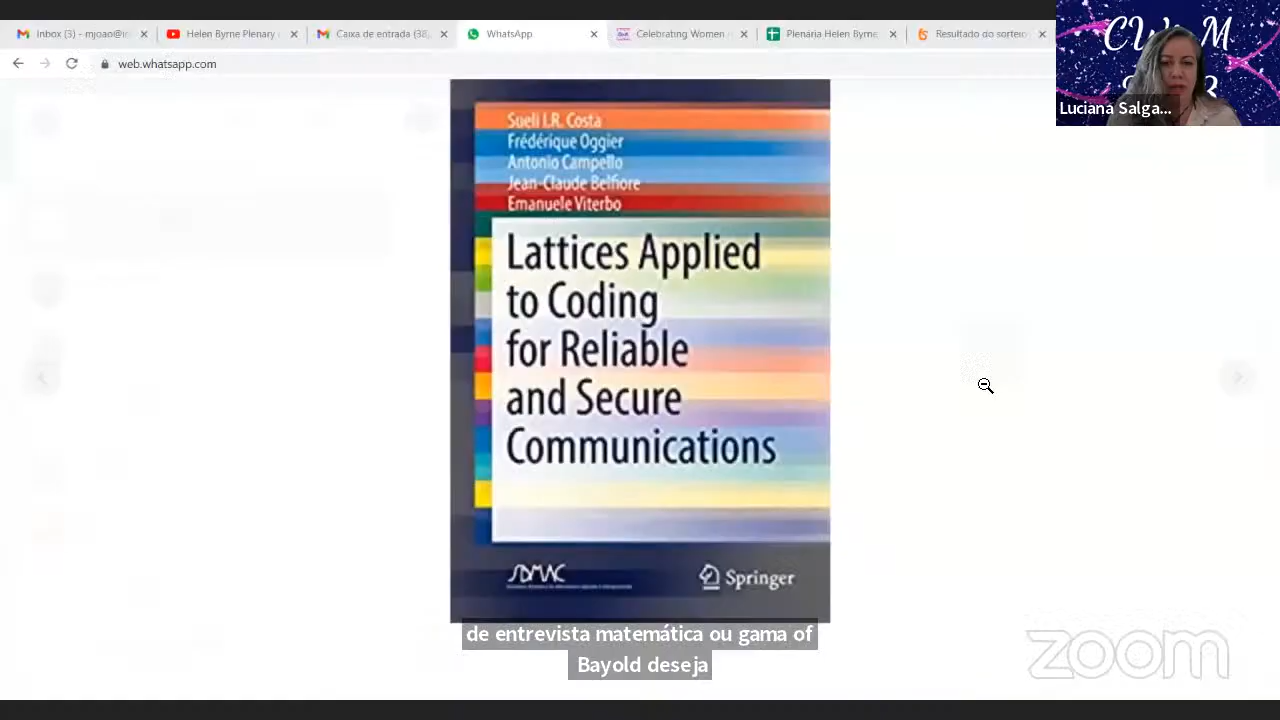 Inbox (3) - mjoao@im
Helen Byrne Plenary
Caixa de entrada (38,
WhatsApp
Celebrating Women
Plenária Helen Byrne
Resultado do sorteio
web.whatsapp.com
Luciana Salga...
Sueli I.R. Costa
Frédérique Oggier
Antonio Campello
Jean-Claude Belfiore
Emanuele Viterbo
Lattices Applied
to Coding
for Reliable
and Secure
Communications
SBMAC
Springer
de entrevista matemática ou gama of
Bayold deseja
zoom